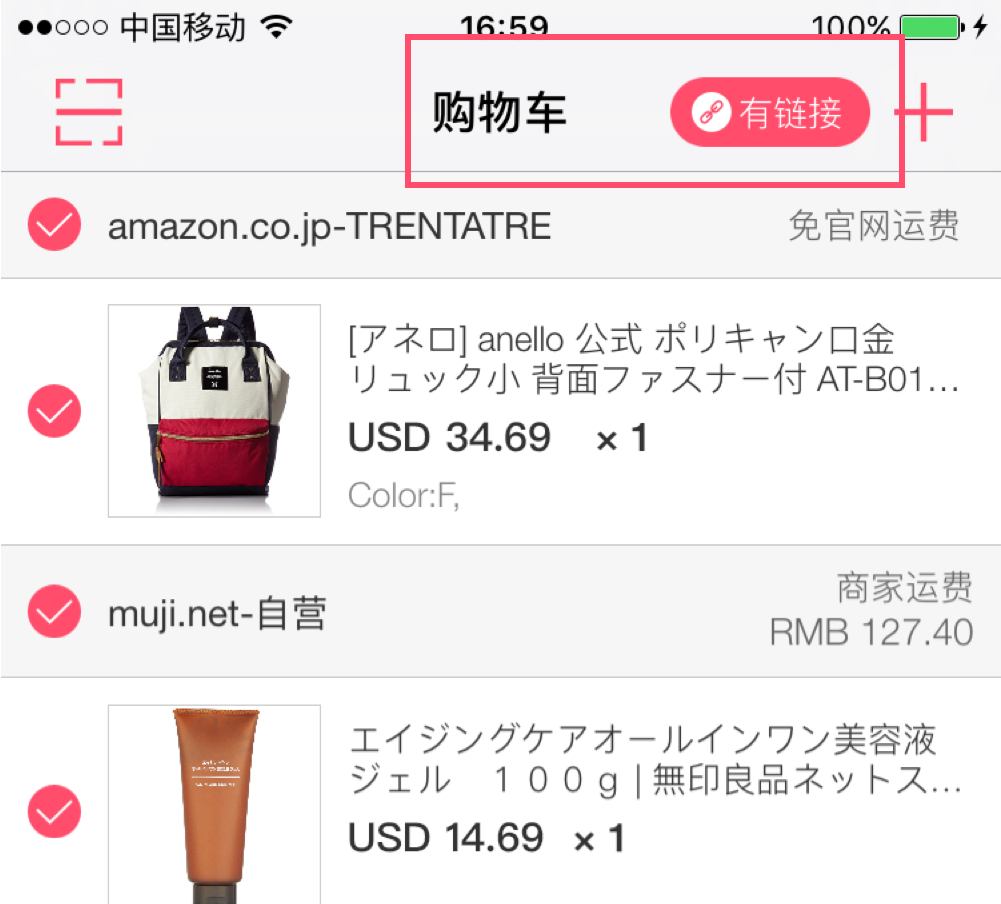 中国移动 16:59 100%
购物车 有链接
amazon.co.jp-TRENTATRE 免官网运费
[アネロ] anello 公式 ポリキャンロ金
リュック小 背面ファスナー付 AT-B01...
USD 34.69 × 1
Color:F,
muji.net-自营 商家运费
RMB 127.40
エイジングケアオールインワン美容液
ジェル　１００ｇ | 無印良品ネットス...
USD 14.69 × 1